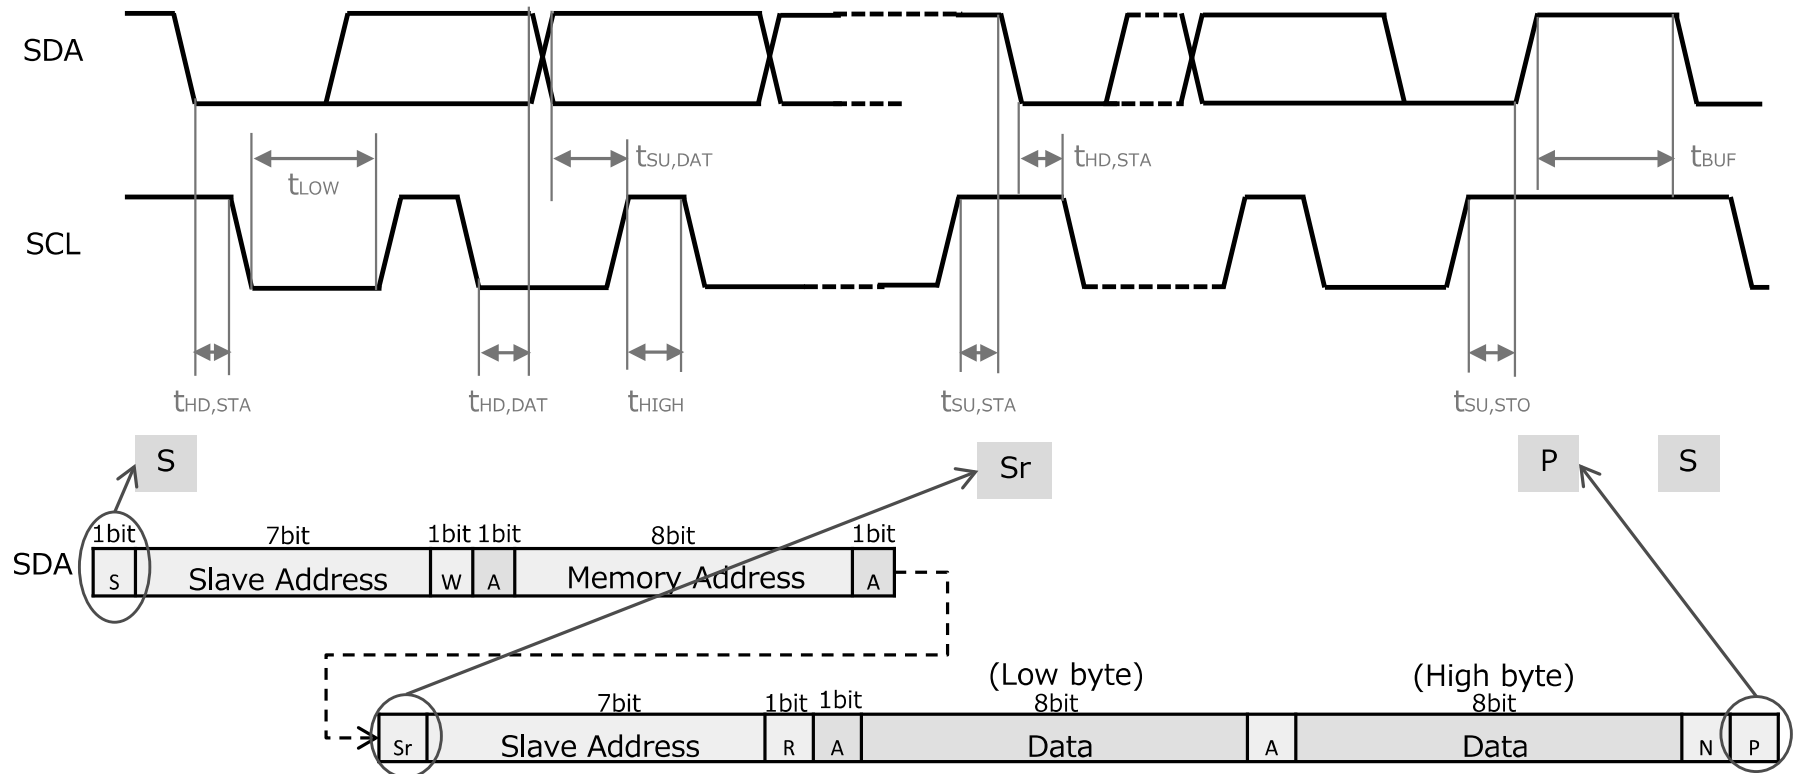 SDA
tSU,DAT
tHD,STA
tBUF
tLOW
SCL
tHD,STA
tHD,DAT
tHIGH
tSU,STA
tSU,STO
S
Sr
P
S
1bit 7bit 1bit 1bit 8bit 1bit
SDA S Slave Address W A Memory Address A
(Low byte) (High byte)
7bit 1bit 1bit 8bit 8bit
Sr Slave Address R A Data A Data N P